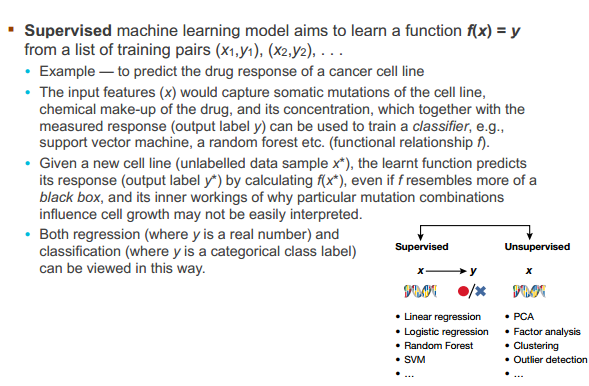 ▪ Supervised machine learning model aims to learn a function f(x) = y
from a list of training pairs (x₁,y₁), (x₂,y₂), . . .
• Example — to predict the drug response of a cancer cell line
• The input features (x) would capture somatic mutations of the cell line,
chemical make-up of the drug, and its concentration, which together with the
measured response (output label y) can be used to train a classifier, e.g.,
support vector machine, a random forest etc. (functional relationship f).
• Given a new cell line (unlabelled data sample x*), the learnt function predicts
its response (output label y*) by calculating f(x*), even if f resembles more of a
black box, and its inner workings of why particular mutation combinations
influence cell growth may not be easily interpreted.
• Both regression (where y is a real number) and
classification (where y is a categorical class label)
can be viewed in this way.
Supervised
x → y
• Linear regression
• Logistic regression
• Random Forest
• SVM
• ...
Unsupervised
x
• PCA
• Factor analysis
• Clustering
• Outlier detection
• ...